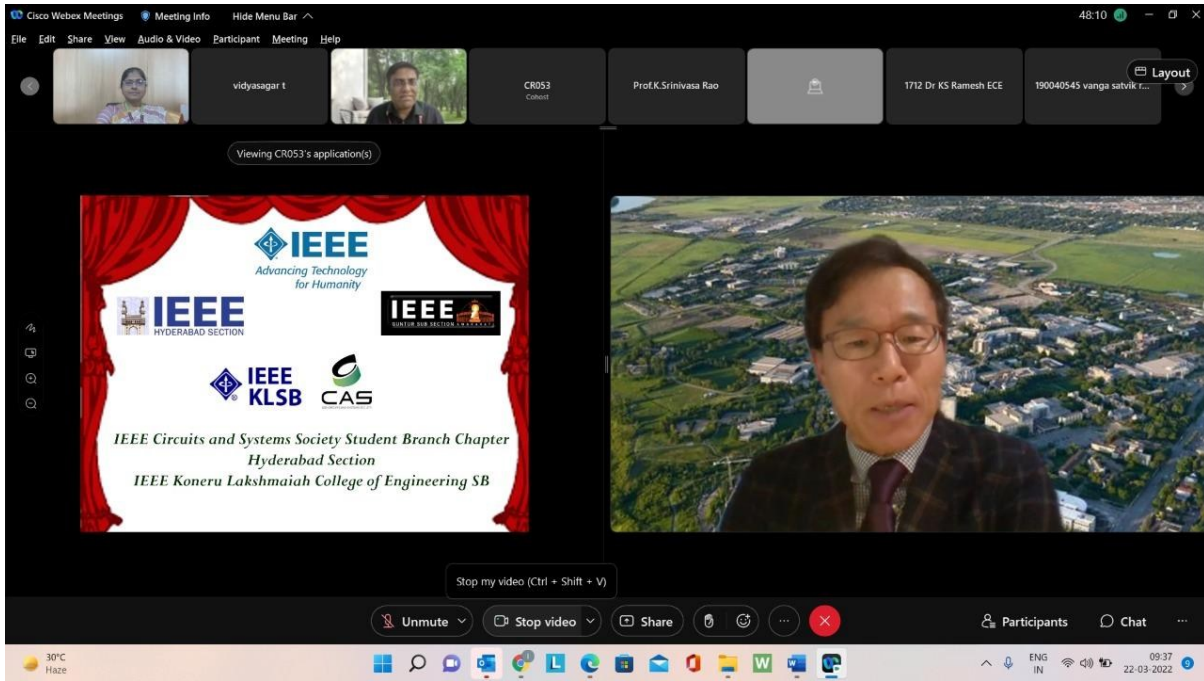 Cisco Webex Meetings
Meeting Info
Hide Menu Bar
48:10
File Edit Share View Audio & Video Participant Meeting Help
vidyasagar t
CR053
Cohost
Prof.K.Srinivasa Rao
1712 Dr KS Ramesh ECE
190040545 vanga satvik r...
Layout
Viewing CR053's application(s)
IEEE
Advancing Technology
for Humanity
IEEE
HYDERABAD SECTION
IEEE
GUNTUR SUB SECTION
IEEE
KLSB
CAS
IEEE Circuits and Systems Society Student Branch Chapter
Hyderabad Section
IEEE Koneru Lakshmaiah College of Engineering SB
Stop my video (Ctrl + Shift + V)
Unmute
Stop video
Share
Participants
Chat
30°C
Haze
ENG
IN
09:37
22-03-2022
9